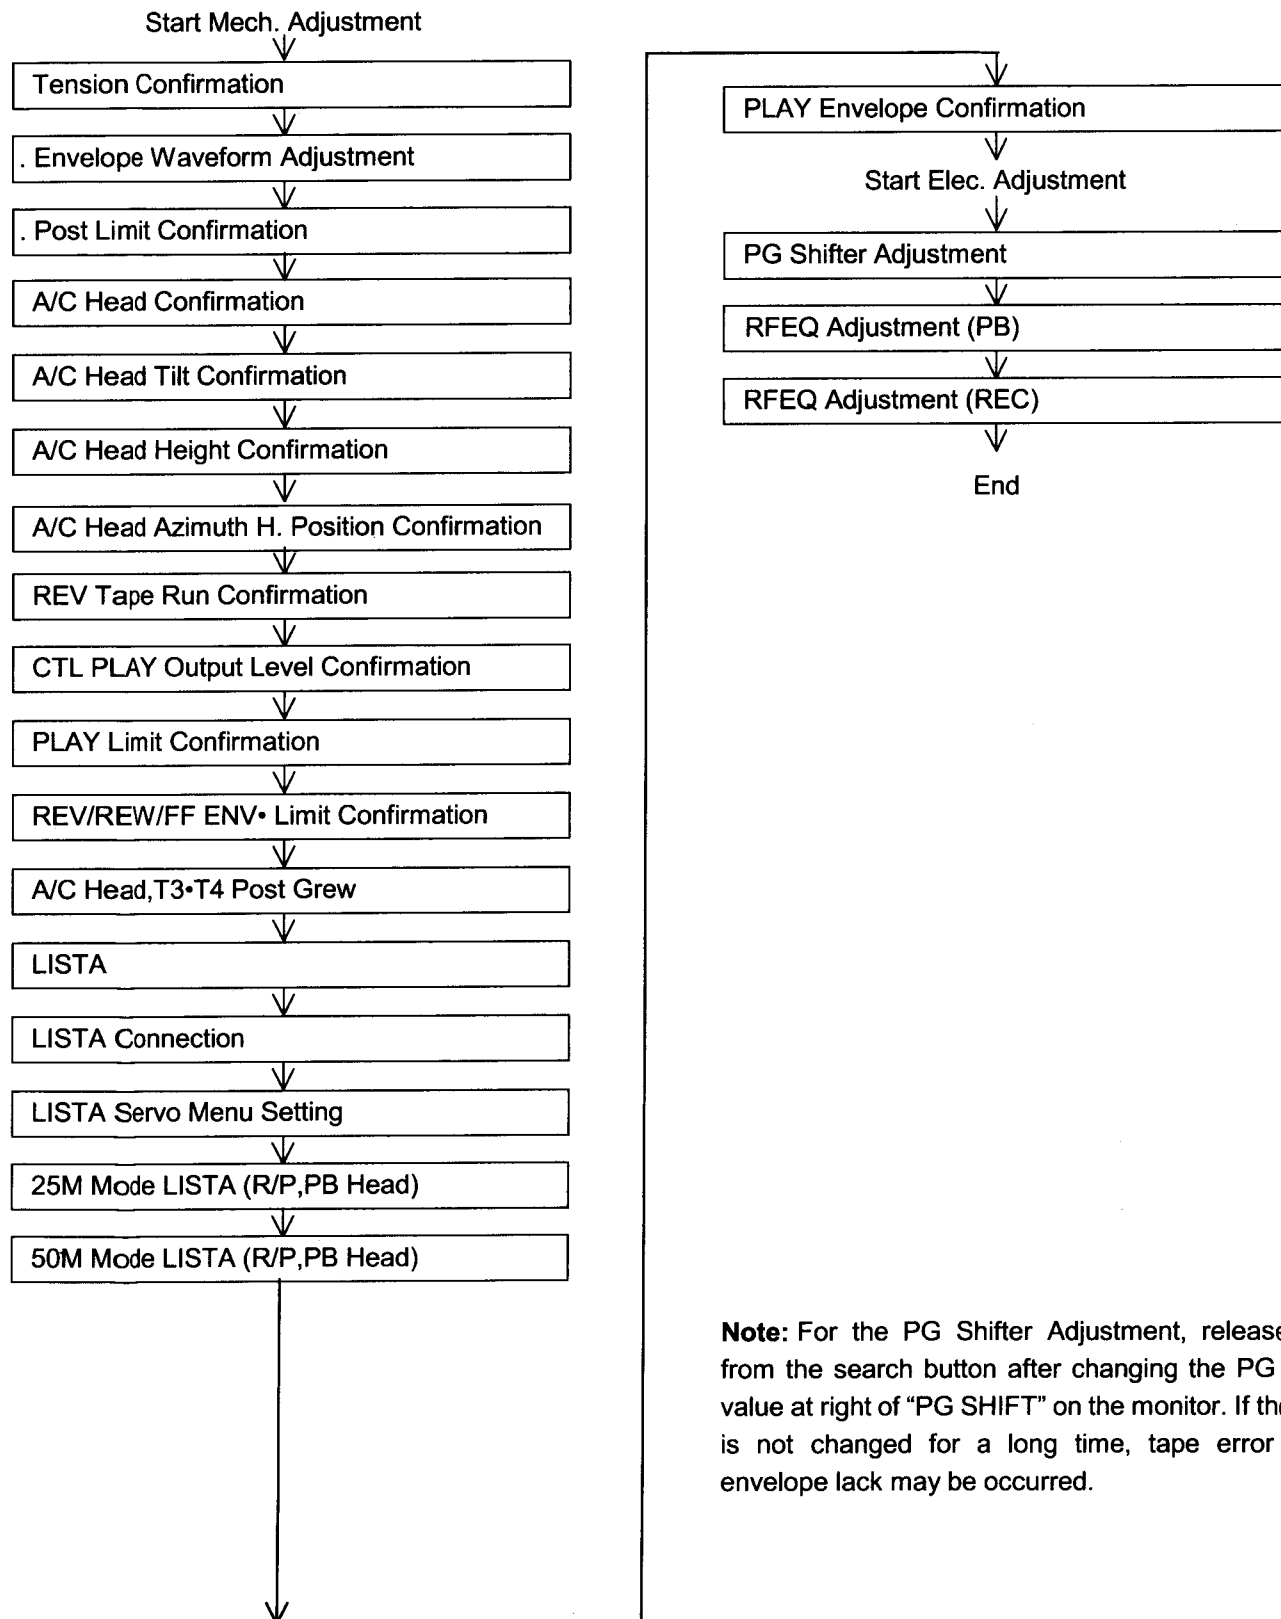 Start Mech. Adjustment
Tension Confirmation
. Envelope Waveform Adjustment
. Post Limit Confirmation
A/C Head Confirmation
A/C Head Tilt Confirmation
A/C Head Height Confirmation
A/C Head Azimuth H. Position Confirmation
REV Tape Run Confirmation
CTL PLAY Output Level Confirmation
PLAY Limit Confirmation
REV/REW/FF ENV• Limit Confirmation
A/C Head,T3•T4 Post Grew
LISTA
LISTA Connection
LISTA Servo Menu Setting
25M Mode LISTA (R/P,PB Head)
50M Mode LISTA (R/P,PB Head)
PLAY Envelope Confirmation
Start Elec. Adjustment
PG Shifter Adjustment
RFEQ Adjustment (PB)
RFEQ Adjustment (REC)
End
Note: For the PG Shifter Adjustment, release
from the search button after changing the PG
value at right of “PG SHIFT” on the monitor. If
is not changed for a long time, tape error
envelope lack may be occurred.